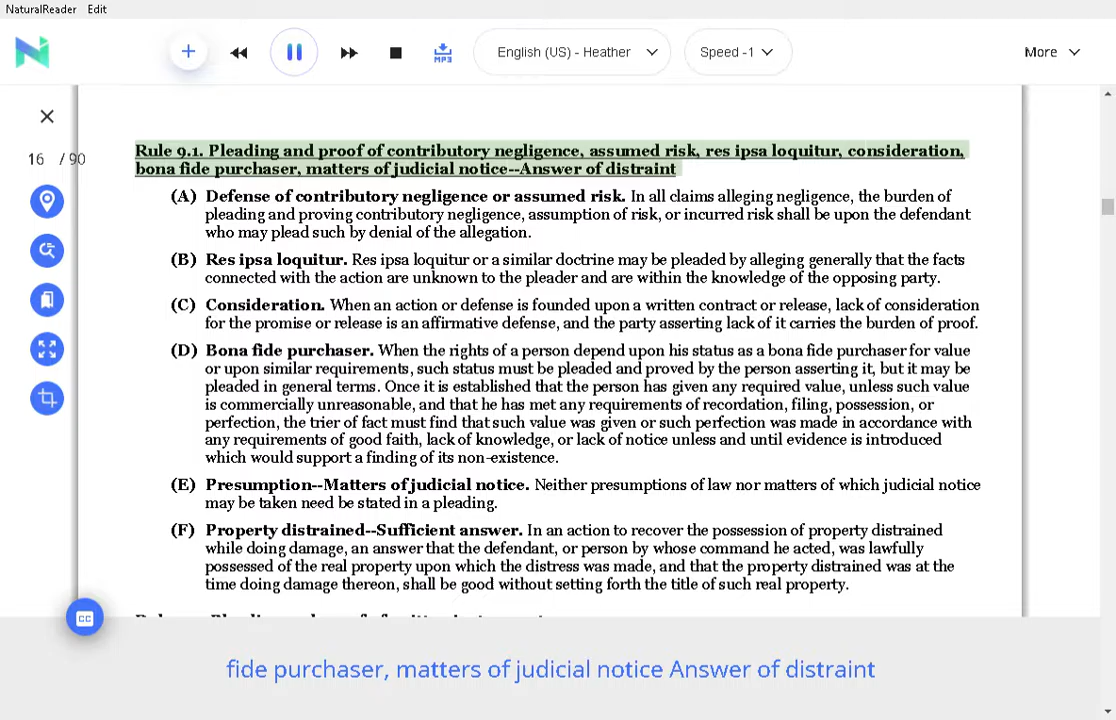 NaturalReader Edit
MP3
English (US) - Heather
Speed -1
More
16 / 90
Rule 9.1. Pleading and proof of contributory negligence, assumed risk, res ipsa loquitur, consideration,
bona fide purchaser, matters of judicial notice--Answer of distraint
(A) Defense of contributory negligence or assumed risk. In all claims alleging negligence, the burden of
pleading and proving contributory negligence, assumption of risk, or incurred risk shall be upon the defendant
who may plead such by denial of the allegation.
(B) Res ipsa loquitur. Res ipsa loquitur or a similar doctrine may be pleaded by alleging generally that the facts
connected with the action are unknown to the pleader and are within the knowledge of the opposing party.
(C) Consideration. When an action or defense is founded upon a written contract or release, lack of consideration
for the promise or release is an affirmative defense, and the party asserting lack of it carries the burden of proof.
(D) Bona fide purchaser. When the rights of a person depend upon his status as a bona fide purchaser for value
or upon similar requirements, such status must be pleaded and proved by the person asserting it, but it may be
pleaded in general terms. Once it is established that the person has given any required value, unless such value
is commercially unreasonable, and that he has met any requirements of recordation, filing, possession, or
perfection, the trier of fact must find that such value was given or such perfection was made in accordance with
any requirements of good faith, lack of knowledge, or lack of notice unless and until evidence is introduced
which would support a finding of its non-existence.
(E) Presumption--Matters of judicial notice. Neither presumptions of law nor matters of which judicial notice
may be taken need be stated in a pleading.
(F) Property distrained--Sufficient answer. In an action to recover the possession of property distrained
while doing damage, an answer that the defendant, or person by whose command he acted, was lawfully
possessed of the real property upon which the distress was made, and that the property distrained was at the
time doing damage thereon, shall be good without setting forth the title of such real property.
CC
fide purchaser, matters of judicial notice Answer of distraint